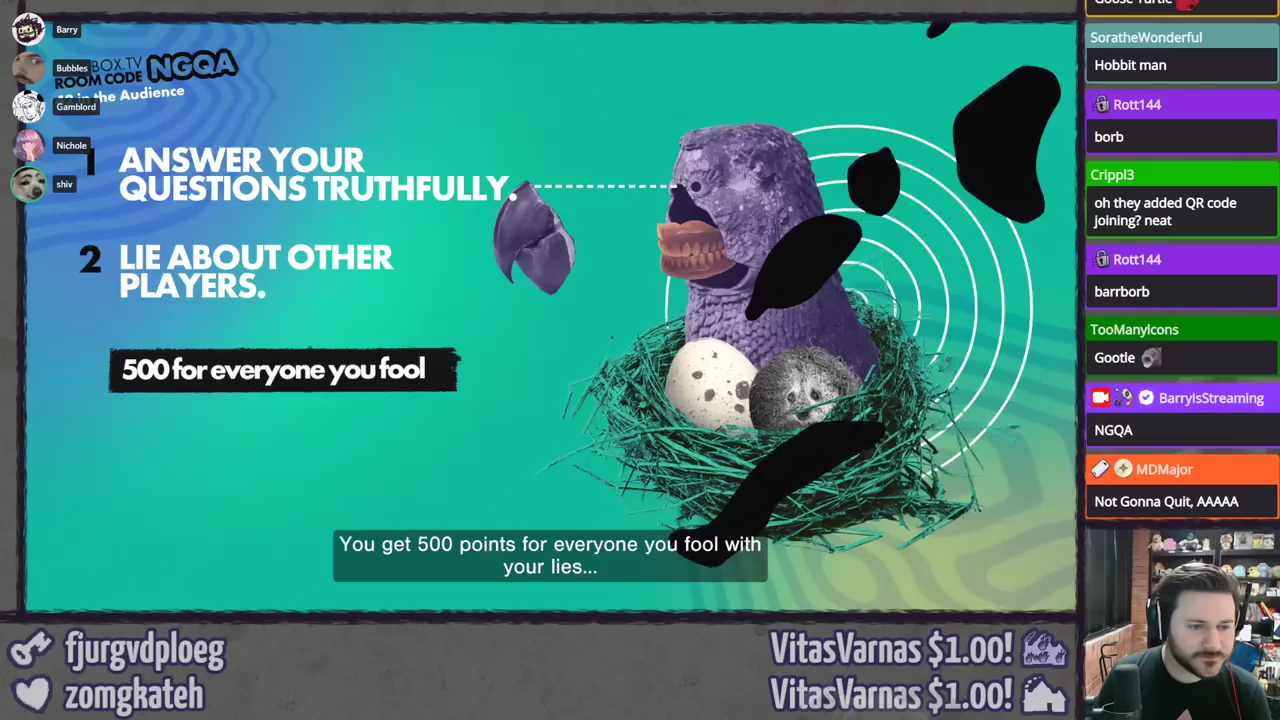 Barry
Bubbles
BOX.TV
ROOM CODE NGQA
in the Audience
Gamblord
Nichole
shiv
1 ANSWER YOUR
QUESTIONS TRUTHFULLY.
2 LIE ABOUT OTHER
PLAYERS.
500 for everyone you fool
You get 500 points for everyone you fool with
your lies...
Goose Turtle
SoratheWonderful
Hobbit man
Rott144
borb
Crippl3
oh they added QR code
joining? neat
Rott144
barrborb
TooManyIcons
Gootle
BarryIsStreaming
NGQA
MDMajor
Not Gonna Quit, AAAAA
fjurgvdploeg
zomgkateh
VitasVarnas $1.00!
VitasVarnas $1.00!